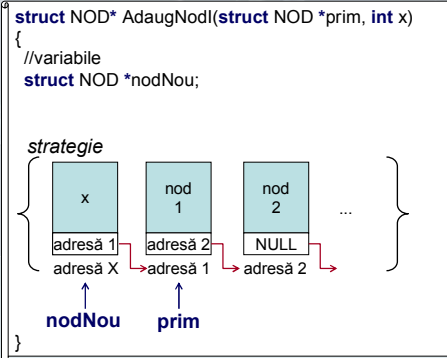 struct NOD* AdaugNodI(struct NOD *prim, int x)
{
//variabile
struct NOD *nodNou;
strategie
{ x nod 1 nod 2 ... }
adresă 1 adresă 2 NULL
adresă X adresă 1 adresă 2
nodNou prim
}